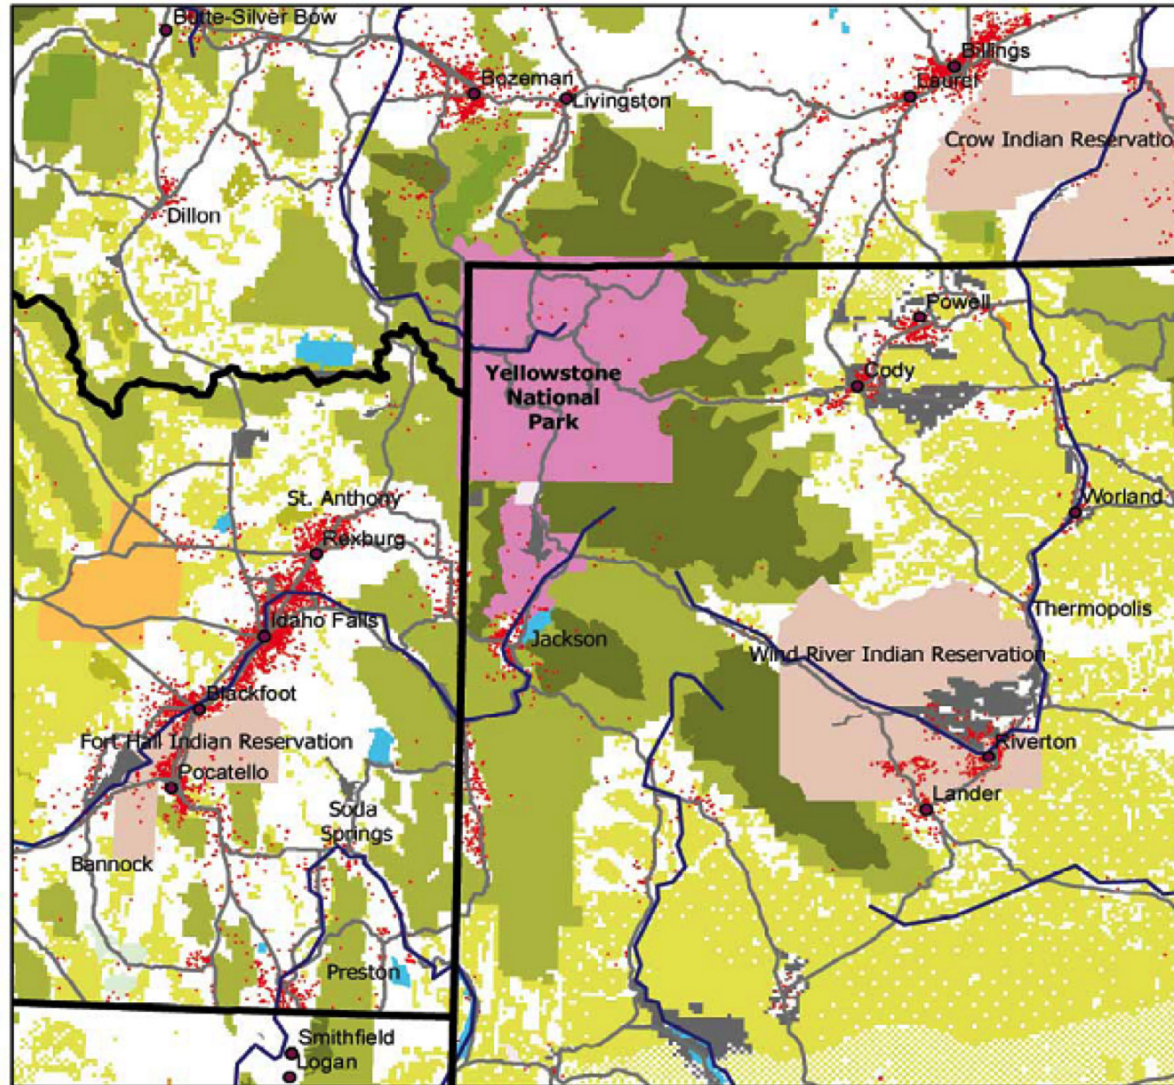 Butte-Silver Bow
Billings
Bozeman
Laurel
Livingston
Crow Indian Reservatio
Dillon
Powell
Cody
Yellowstone
National
Park
St. Anthony
Worland
Rexburg
Thermopolis
Idaho Falls
Jackson
Wind River Indian Reservation
Blackfoot
Fort Hall Indian Reservation
Riverton
Pocatello
Lander
Soda
Springs
Bannock
Preston
Smithfield
Logan